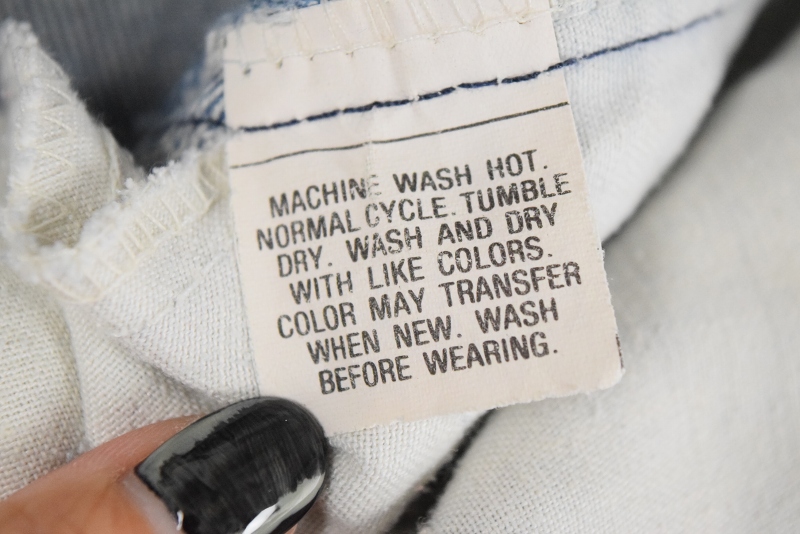 MACHINE WASH HOT.
NORMAL CYCLE. TUMBLE
DRY. WASH AND DRY
WITH LIKE COLORS.
COLOR MAY TRANSFER
WHEN NEW. WASH
BEFORE WEARING.